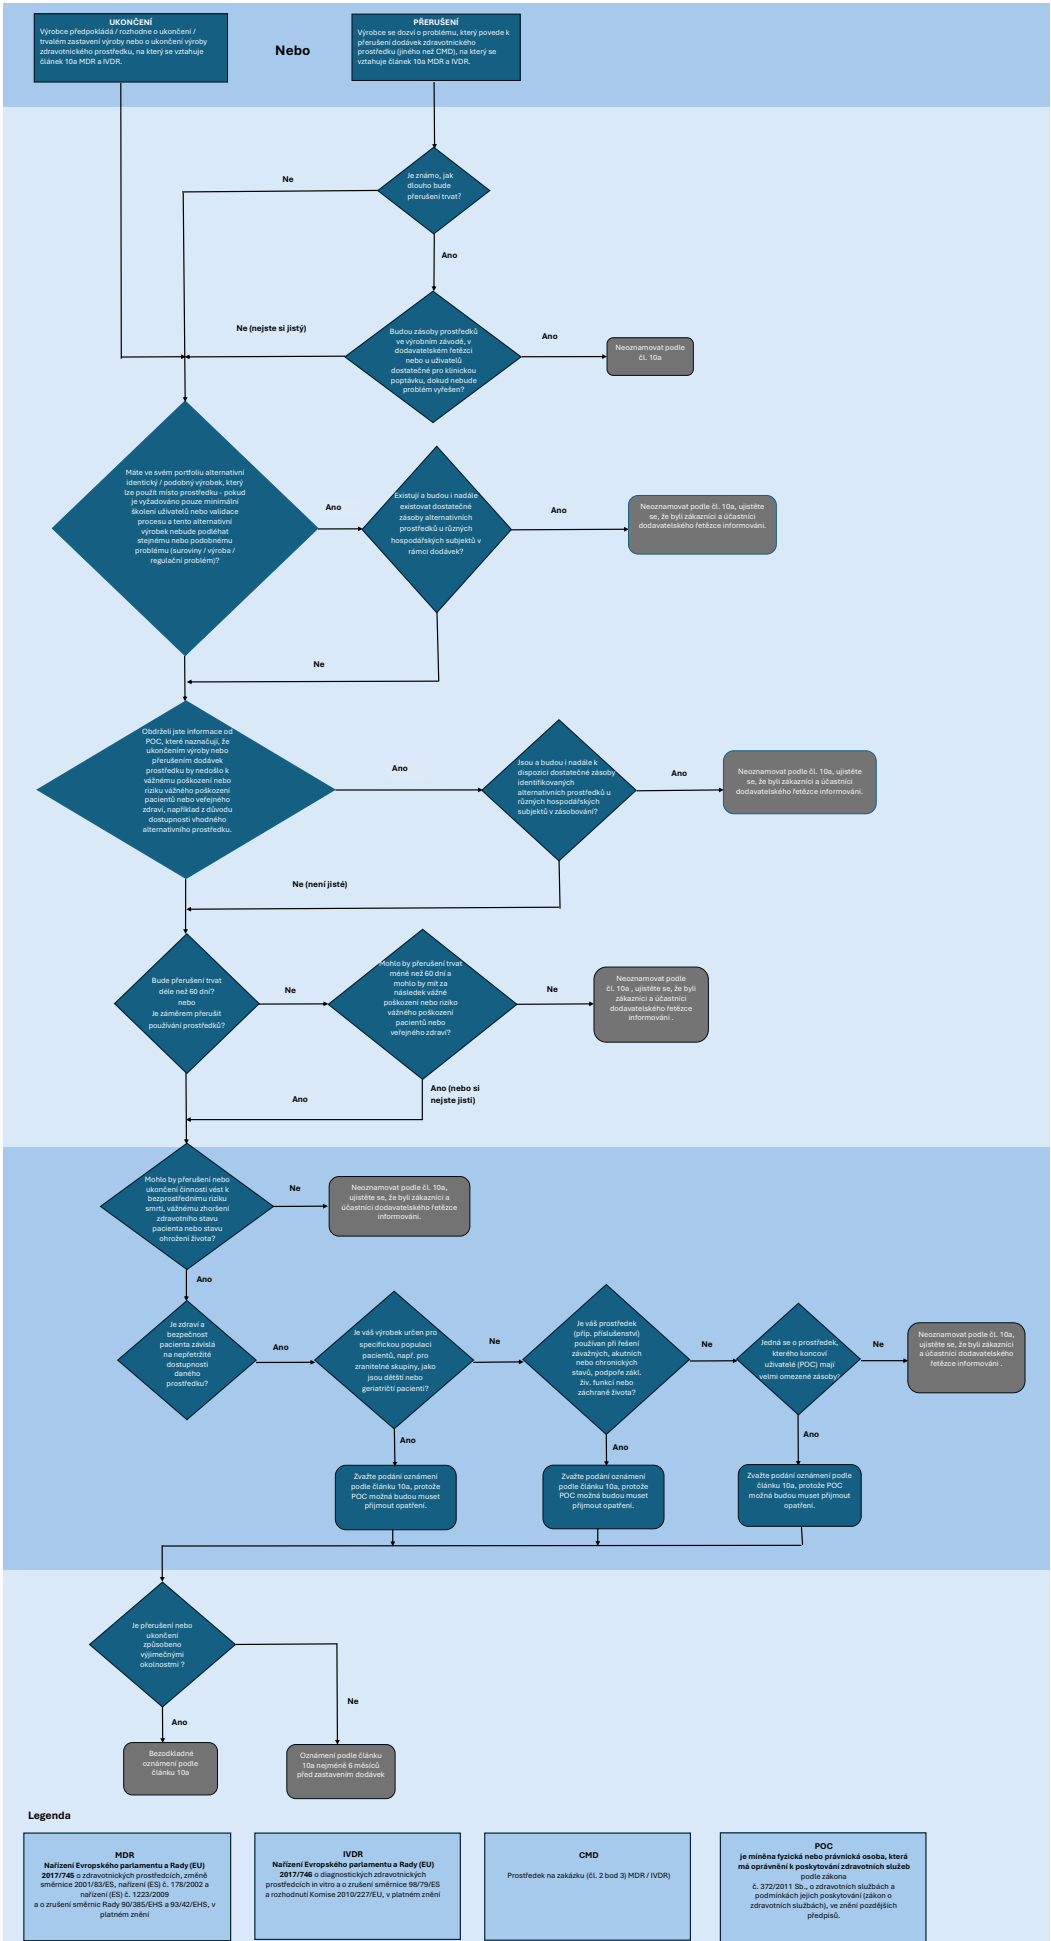 UKONČENÍ
Výrobce předpokládá / rozhodne o ukončení /
trvalém zastavení výroby nebo o ukončení výroby
zdravotnického prostředku, na který se vztahuje
článek 10a MDR a IVDR.
Nebo
PŘERUŠENÍ
Výrobce se dozví o problému, který povede k
přerušení dodávek zdravotnického
prostředku (jiného než CMD), na který se
vztahuje článek 10a MDR a IVDR.
Je známo, jak
dlouho bude
přerušení trvat?
Ne
Ano
Budou zásoby prostředků
ve výrobním závodě, v
dodavatelském řetězci
nebo u uživatelů
dostatečné pro klinickou
poptávku, dokud nebude
problém vyřešen?
Ne (nejste si jistý)
Ano
Neoznamovat podle
čl. 10a
Máte ve svém portfoliu alternativní
identický / podobný výrobek, který
lze použít místo prostředku - pokud
je vyžadováno pouze minimální
školení uživatelů nebo validace
procesu a tento alternativní
výrobek nebude podléhat
stejnému nebo podobnému
problému (suroviny / výroba /
regulační problém)?
Ano
Existují a budou i nadále
existovat dostatečné
zásoby alternativních
prostředků u různých
hospodářských subjektů v
rámci dodávek?
Ano
Neoznamovat podle čl. 10a, ujistěte
se, že byli zákazníci a účastníci
dodavatelského řetězce informováni.
Ne
Obdrželi jste informace od
POC, které naznačují, že
ukončením výroby nebo
přerušením dodávek
prostředku by nedošlo k
vážnému poškození nebo
riziku vážného poškození
pacientů nebo veřejného
zdraví, například z důvodu
dostupnosti vhodného
alternativního prostředku.
Ano
Jsou a budou i nadále k
dispozici dostatečné zásoby
identifikovaných
alternativních prostředků u
různých hospodářských
subjektů v zásobování?
Ano
Neoznamovat podle čl. 10a, ujistěte
se, že byli zákazníci a účastníci
dodavatelského řetězce informováni.
Ne (není jisté)
Bude přerušení trvat
déle než 60 dní?
nebo
Je záměrem přerušit
používání prostředků?
Ne
Mohlo by přerušení trvat
méně než 60 dní a
mohlo by mít za
následek vážné
poškození nebo riziko
vážného poškození
pacientů nebo
veřejného zdraví?
Ne
Neoznamovat podle
čl. 10a , ujistěte se, že byli
zákazníci a účastníci
dodavatelského řetězce
informováni .
Ano
Ano (nebo si
nejste jisti)
Mohlo by přerušení nebo
ukončení činnosti vést k
bezprostřednímu riziku
smrti, vážnému zhoršení
zdravotního stavu
pacienta nebo stavu
ohrožení života?
Ne
Neoznamovat podle čl. 10a,
ujistěte se, že byli zákazníci a
účastníci dodavatelského řetězce
informováni.
Ano
Je zdraví a
bezpečnost
pacienta závislá
na nepřetržité
dostupnosti
daného
prostředku?
Ano
Je váš výrobek určen pro
specifickou populaci
pacientů, např. pro
zranitelné skupiny, jako
jsou dětští nebo
geriatričtí pacienti?
Ne
Je váš prostředek
(příp. příslušenství)
používán při řešení
závažných, akutních
nebo chronických
stavů, podpoře zákl.
živ. funkcí nebo
záchraně života?
Ne
Jedná se o prostředek,
kterého koncoví
uživatelé (POC) mají
velmi omezené zásoby?
Ne
Neoznamovat podle čl. 10a,
ujistěte se, že byli zákazníci
a účastníci dodavatelského
řetězce informováni .
Ano
Ano
Ano
Zvažte podání oznámení
podle článku 10a, protože
POC možná budou muset
přijmout opatření.
Zvažte podání oznámení
podle článku 10a, protože
POC možná budou muset
přijmout opatření.
Zvažte podání oznámení podle
článku 10a, protože POC
možná budou muset přijmout
opatření.
Je přerušení nebo
ukončení
způsobeno
výjimečnými
okolnostmi ?
Ne
Ano
Bezodkladné
oznámení podle
článku 10a
Oznámení podle článku
10a nejméně 6 měsíců
před zastavením dodávek
Legenda
MDR
Nařízení Evropského parlamentu a Rady (EU)
2017/745 o zdravotnických prostředcích, změně
směrnice 2001/83/ES, nařízení (ES) č. 178/2002 a
nařízení (ES) č. 1223/2009
a o zrušení směrnic Rady 90/385/EHS a 93/42/EHS, v
platném znění
IVDR
Nařízení Evropského parlamentu a Rady (EU)
2017/746 o diagnostických zdravotnických
prostředcích in vitro a o zrušení směrnice 98/79/ES
a rozhodnutí Komise 2010/227/EU, v platném znění
CMD
Prostředek na zakázku (čl. 2 bod 3) MDR / IVDR)
POC
je míněna fyzická nebo právnická osoba, která
má oprávnění k poskytování zdravotních služeb
podle zákona
č. 372/2011 Sb., o zdravotních službách a
podmínkách jejich poskytování (zákon o
zdravotních službách), ve znění pozdějších
předpisů.